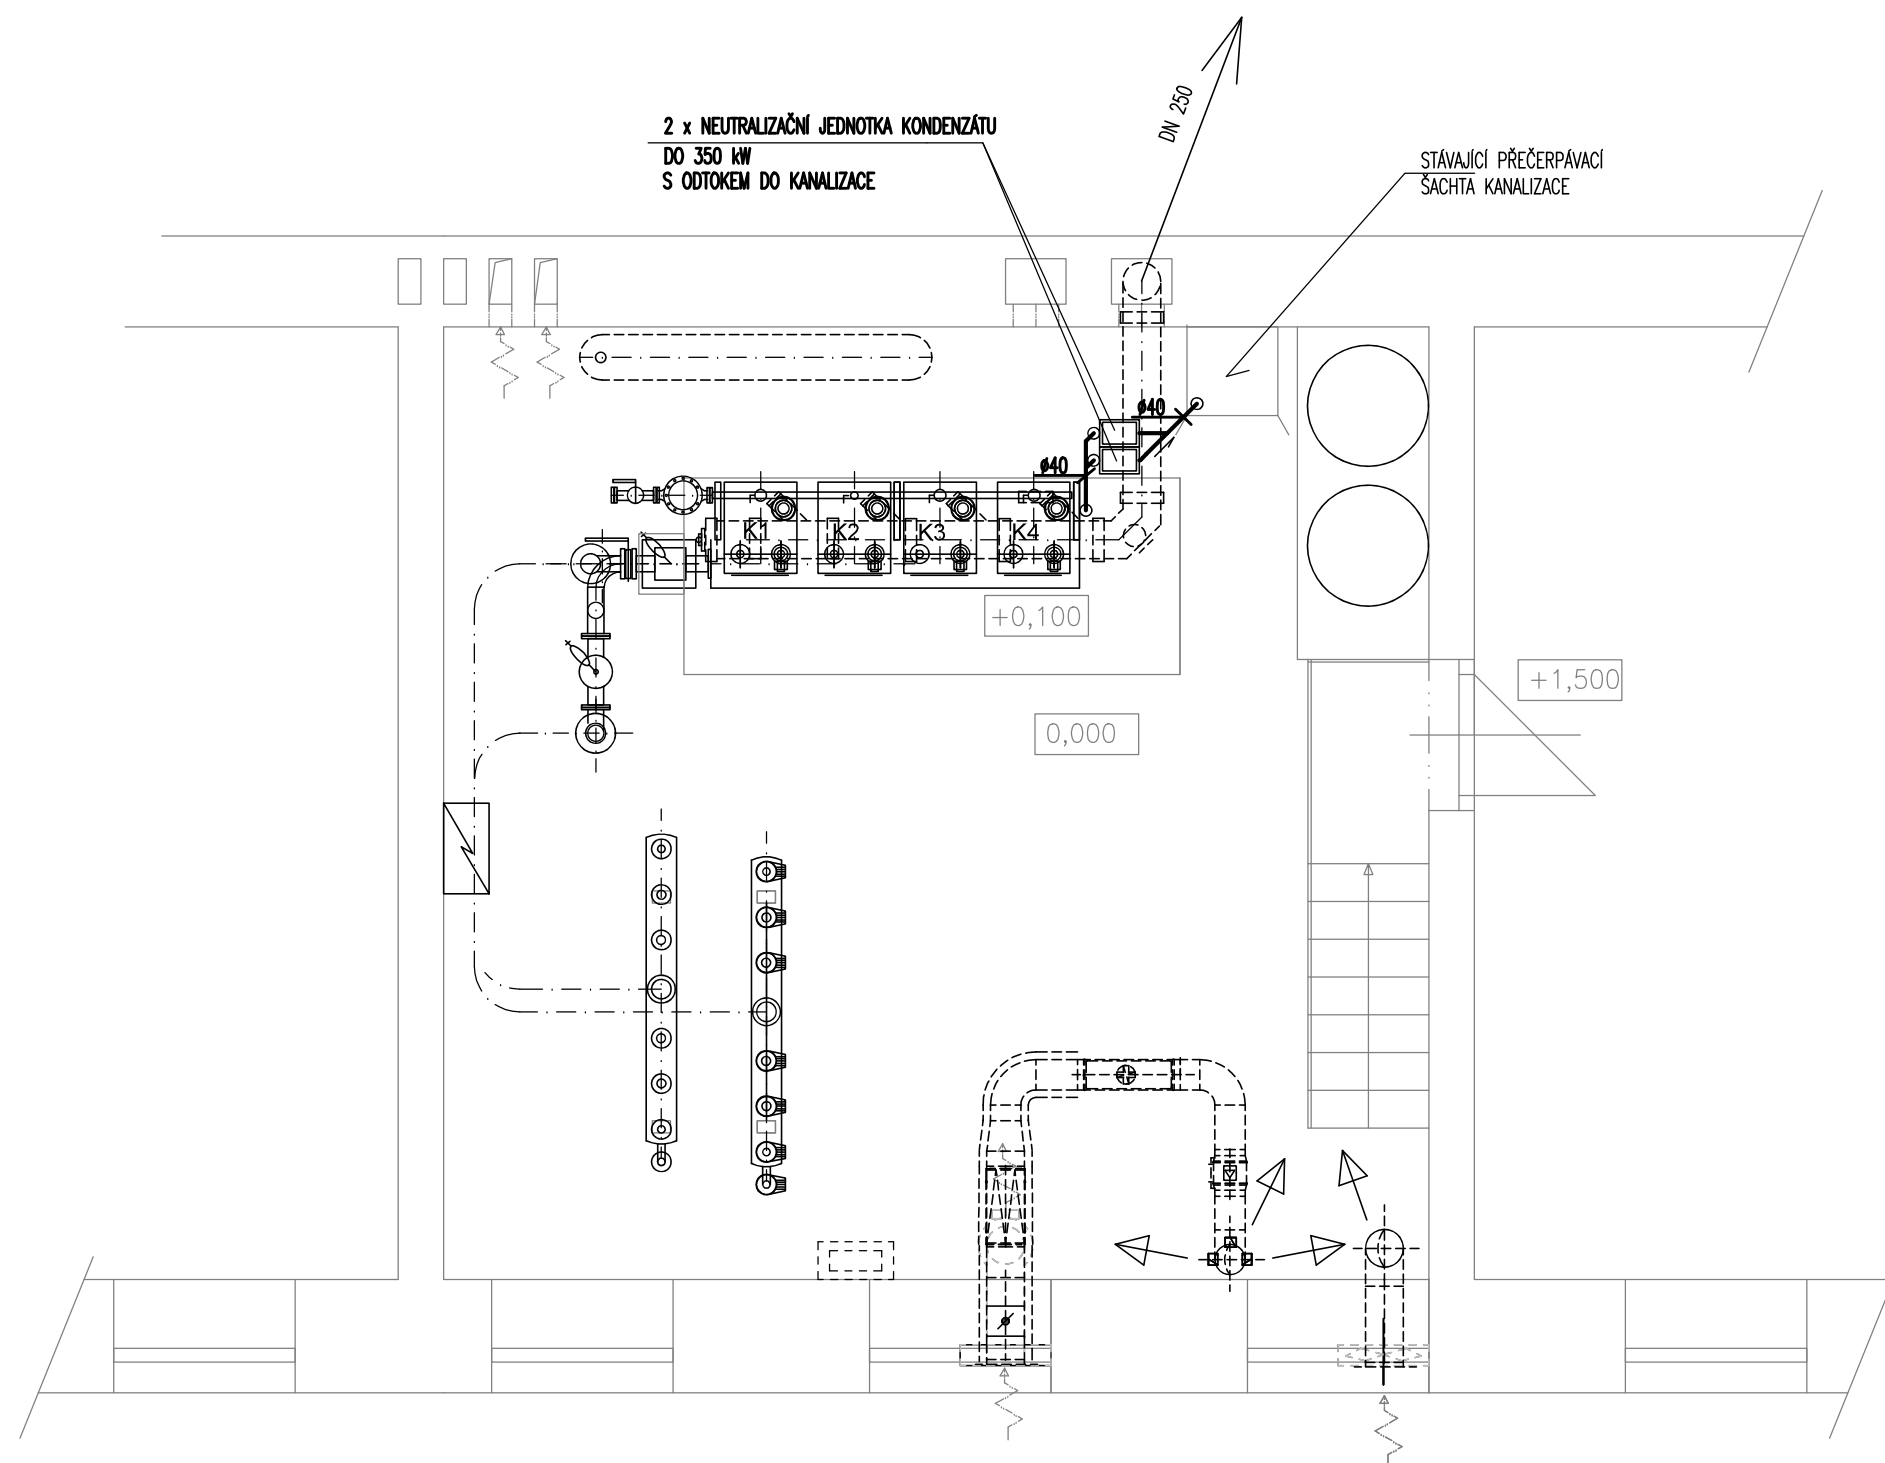 DN 250
2 x NEUTRALIZAČNÍ JEDNOTKA KONDENZÁTU
DO 350 kW
S ODTOKEM DO KANALIZACE
STÁVAJÍCÍ PŘEČERPÁVACÍ
ŠACHTA KANALIZACE
ø40
ø40
K1 K2 K3 K4
+0,100
+1,500
0,000